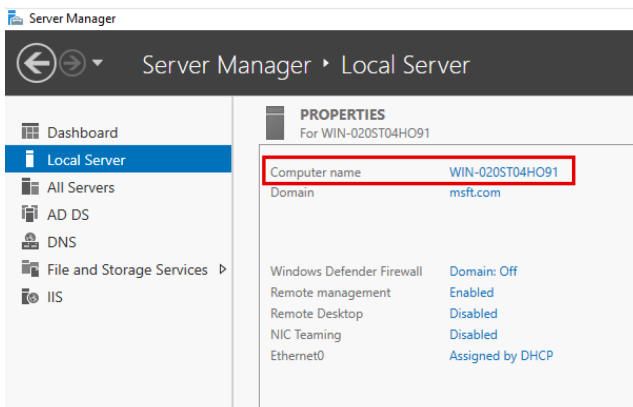 Server Manager
Server Manager ‣ Local Server
Dashboard
Local Server
All Servers
AD DS
DNS
File and Storage Services
IIS
PROPERTIES
For WIN-020ST04HO91
Computer name WIN-020ST04HO91
Domain msft.com
Windows Defender Firewall Domain: Off
Remote management Enabled
Remote Desktop Disabled
NIC Teaming Disabled
Ethernet0 Assigned by DHCP